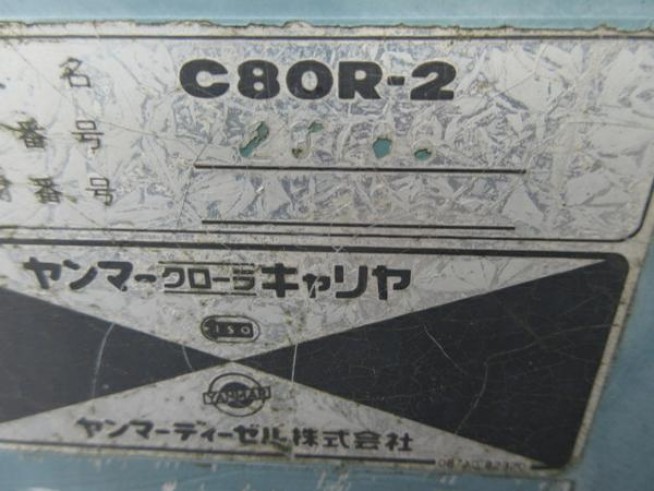 名 C80R-2
番号
番号
ヤンマークローラキャリヤ
ISO
YANMAR
ヤンマーディーゼル株式会社